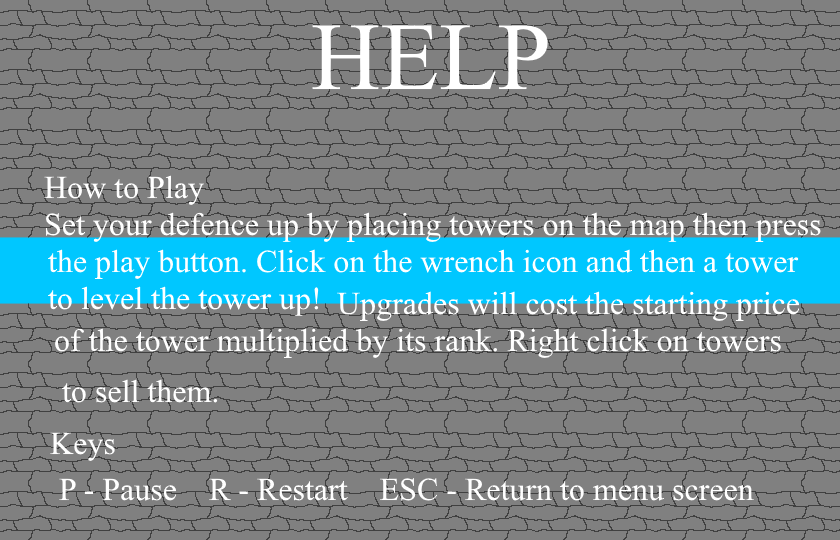 HELP
How to Play
Set your defence up by placing towers on the map then press
the play button. Click on the wrench icon and then a tower
to level the tower up! Upgrades will cost the starting price
of the tower multiplied by its rank. Right click on towers
to sell them.
Keys
P - Pause R - Restart ESC - Return to menu screen